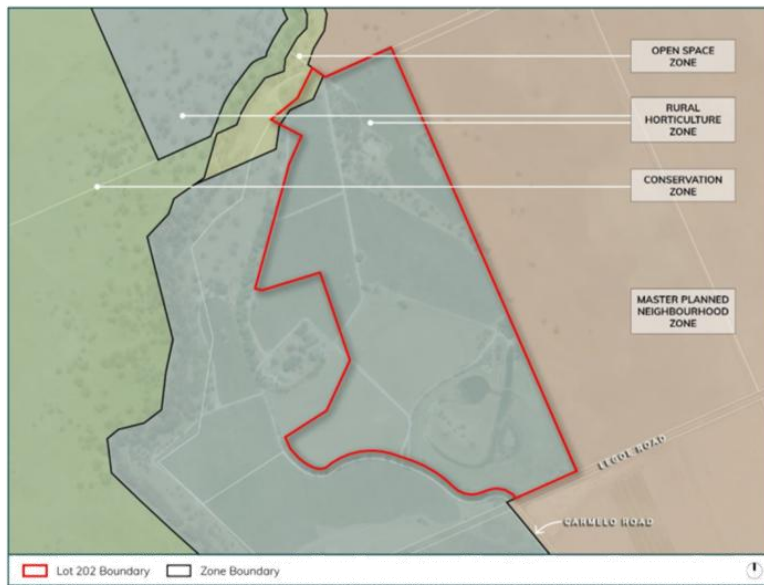 OPEN SPACE
ZONE
RURAL
HORTICULTURE
ZONE
CONSERVATION
ZONE
MASTER PLANNED
NEIGHBOURHOOD
ZONE
LEGOE ROAD
CARMELO ROAD
Lot 202 Boundary
Zone Boundary